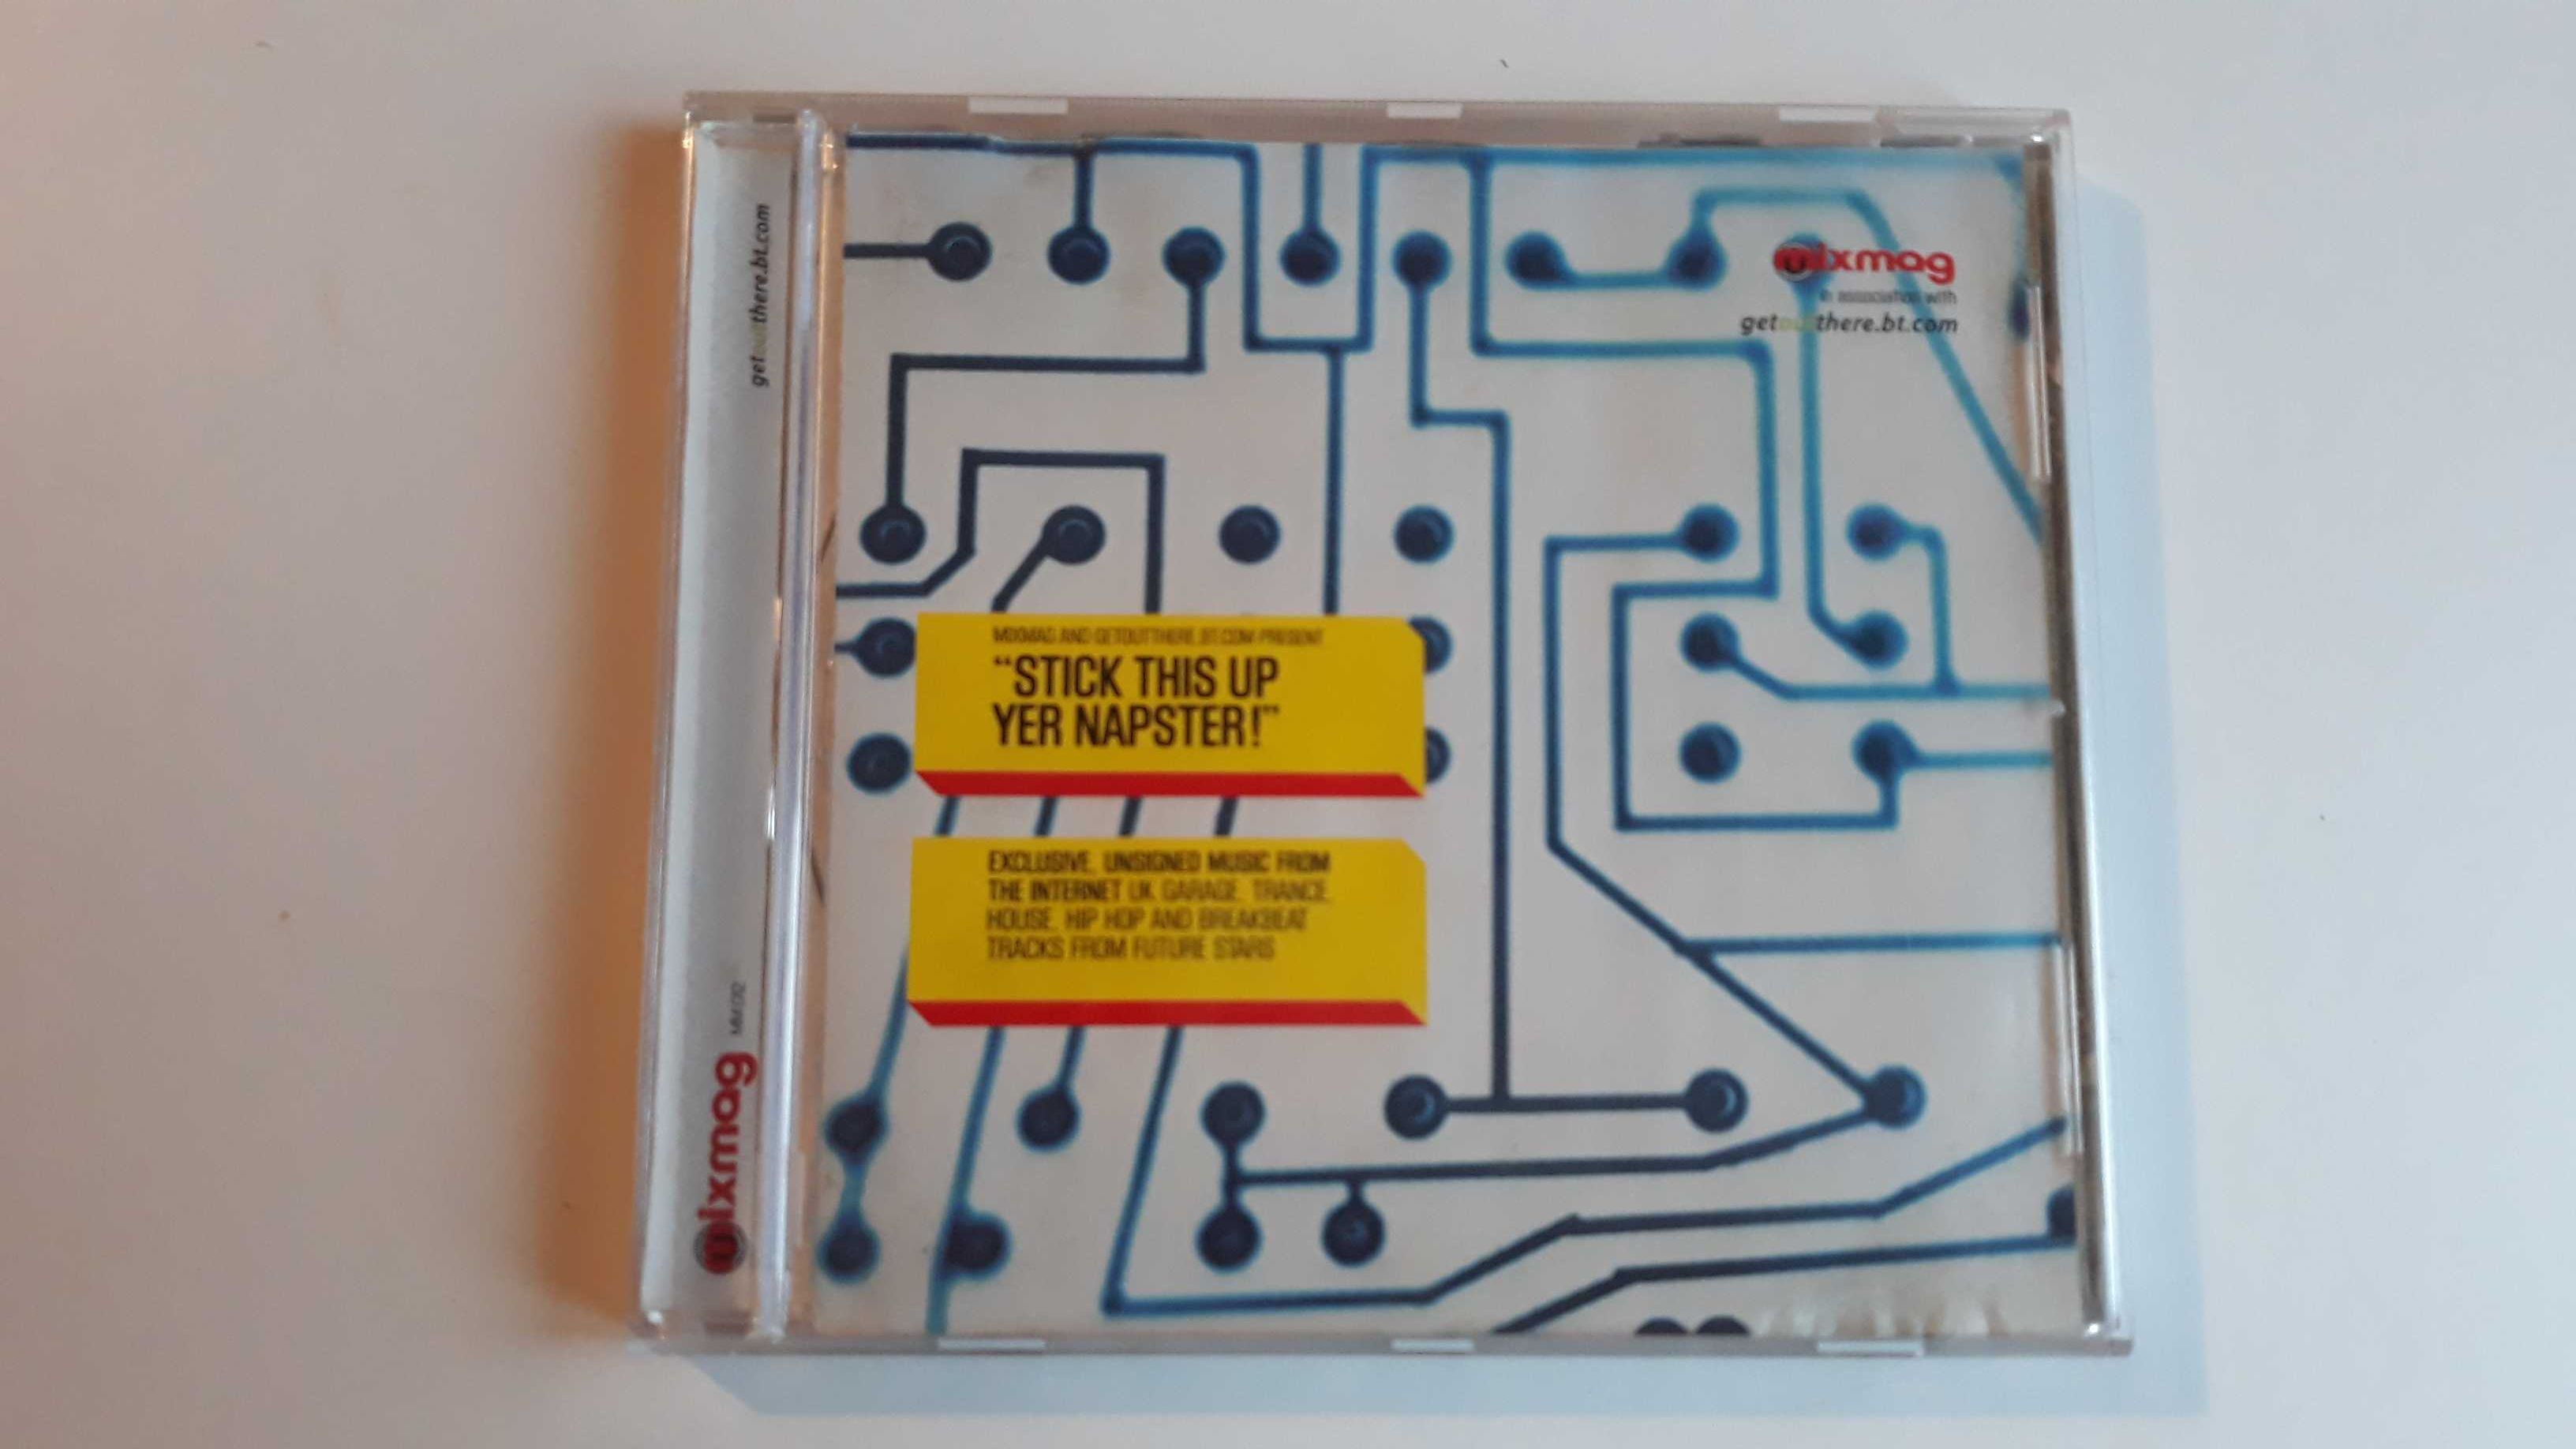 getoutthere.bt.com
mixmag
mixmag
in association with
getoutthere.bt.com
MIXMAG AND GETOUTTHERE.BT.COM PRESENT
“STICK THIS UP
YER NAPSTER!”
EXCLUSIVE, UNSIGNED MUSIC FROM
THE INTERNET UK GARAGE, TRANCE,
HOUSE, HIP HOP AND BREAKBEAT
TRACKS FROM FUTURE STARS